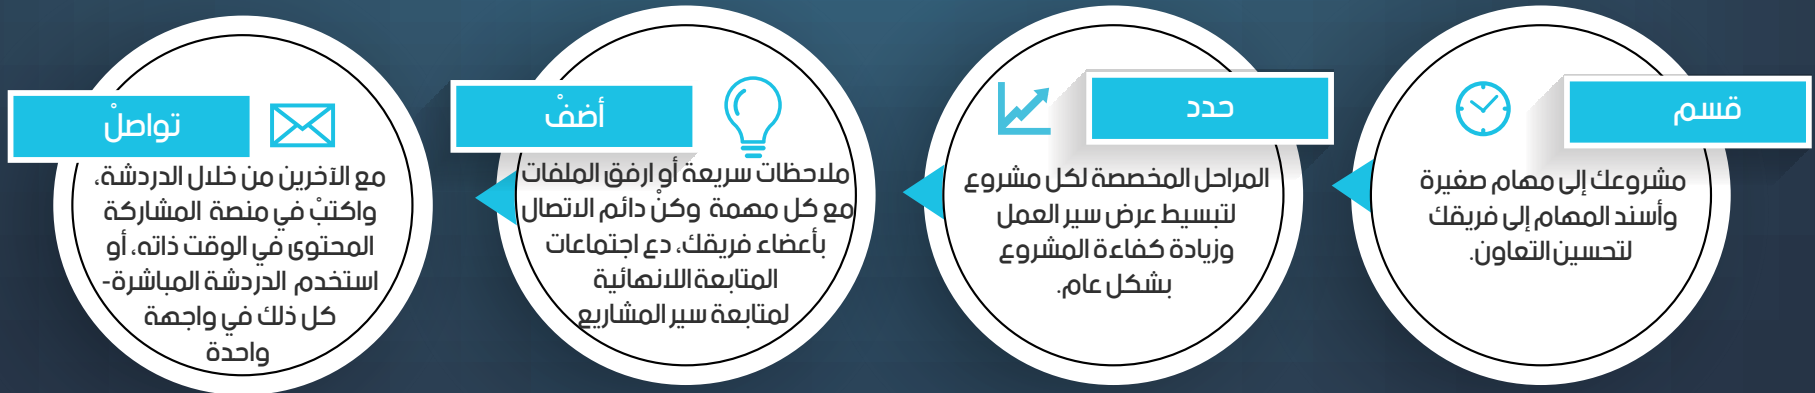 قسم
مشروعك إلى مهام صغيرة
وأسند المهام إلى فريقك
لتحسين التعاون.
حدد
المراحل المخصصة لكل مشروع
لتبسيط عرض سير العمل
وزيادة كفاءة المشروع
بشكل عام.
أضفْ
ملاحظات سريعة أو ارفق الملفات
مع كل مهمة وكنْ دائم الاتصال
بأعضاء فريقك، دع اجتماعات
المتابعة اللانهائية
لمتابعة سير المشاريع
تواصلْ
مع الآخرين من خلال الدردشة،
واكتبْ في منصة المشاركة
المحتوى في الوقت ذاته، أو
استخدم الدردشة المباشرة-
كل ذلك في واجهة
واحدة